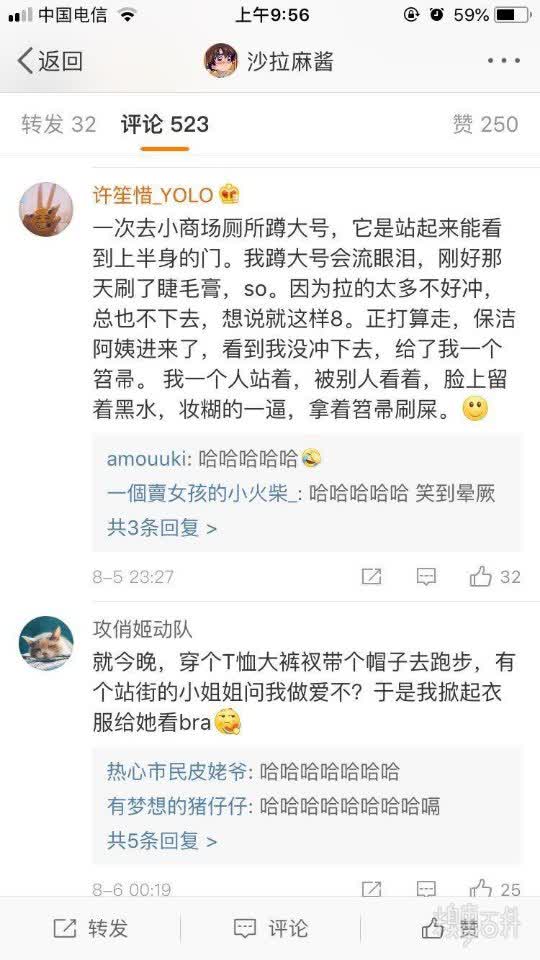 中国电信
上午9:56
59%
返回
沙拉麻酱
转发 32
评论 523
赞 250
许笙惜_YOLO
一次去小商场厕所蹲大号，它是站起来能看
到上半身的门。我蹲大号会流眼泪，刚好那
天刷了睫毛膏，so。因为拉的太多不好冲，
总也不下去，想说就这样8。正打算走，保洁
阿姨进来了，看到我没冲下去，给了我一个
笤帚。 我一个人站着，被别人看着，脸上留
着黑水，妆糊的一逼，拿着笤帚刷屎。
amouuki: 哈哈哈哈哈
一個賣女孩的小火柴_: 哈哈哈哈哈 笑到晕厥
共3条回复 >
8-5 23:27
32
攻俏姬动队
就今晚，穿个T恤大裤衩带个帽子去跑步，有
个站街的小姐姐问我做爱不？于是我掀起衣
服给她看bra
热心市民皮姥爷: 哈哈哈哈哈哈哈
有梦想的猪仔仔: 哈哈哈哈哈哈哈哈嗝
共5条回复 >
8-6 00:19
25
转发
评论
赞